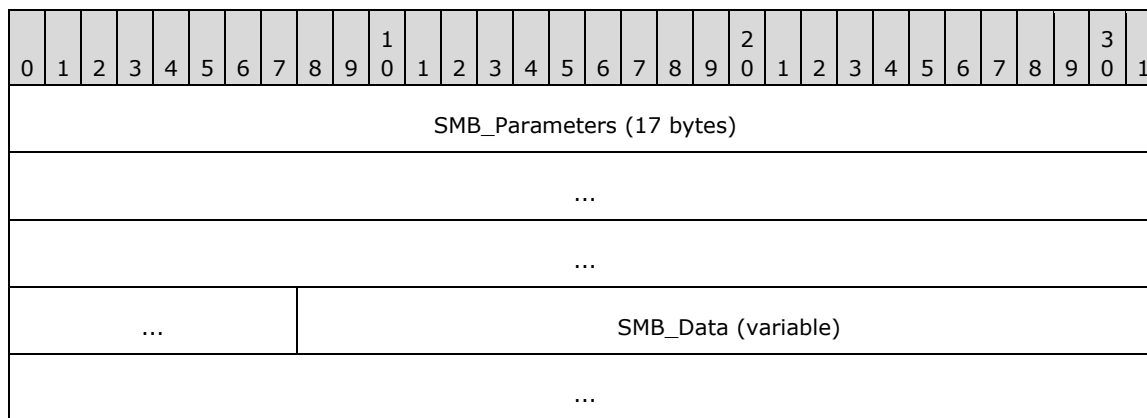 1 2 3
0 1 2 3 4 5 6 7 8 9 0 1 2 3 4 5 6 7 8 9 0 1 2 3 4 5 6 7 8 9 0 1
SMB_Parameters (17 bytes)
...
...
... SMB_Data (variable)
...